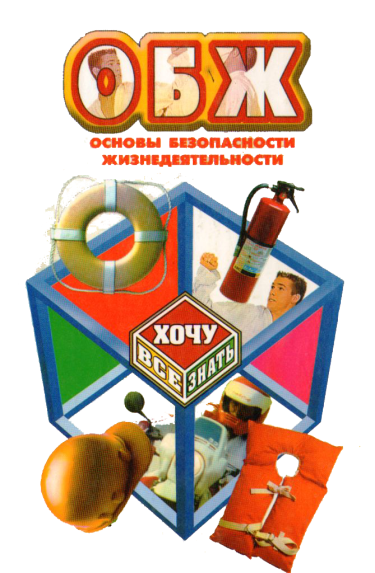 ОБЖ
ОСНОВЫ БЕЗОПАСНОСТИ
ЖИЗНЕДЕЯТЕЛЬНОСТИ
ХОЧУ
ВСЕ
ЗНАТЬ